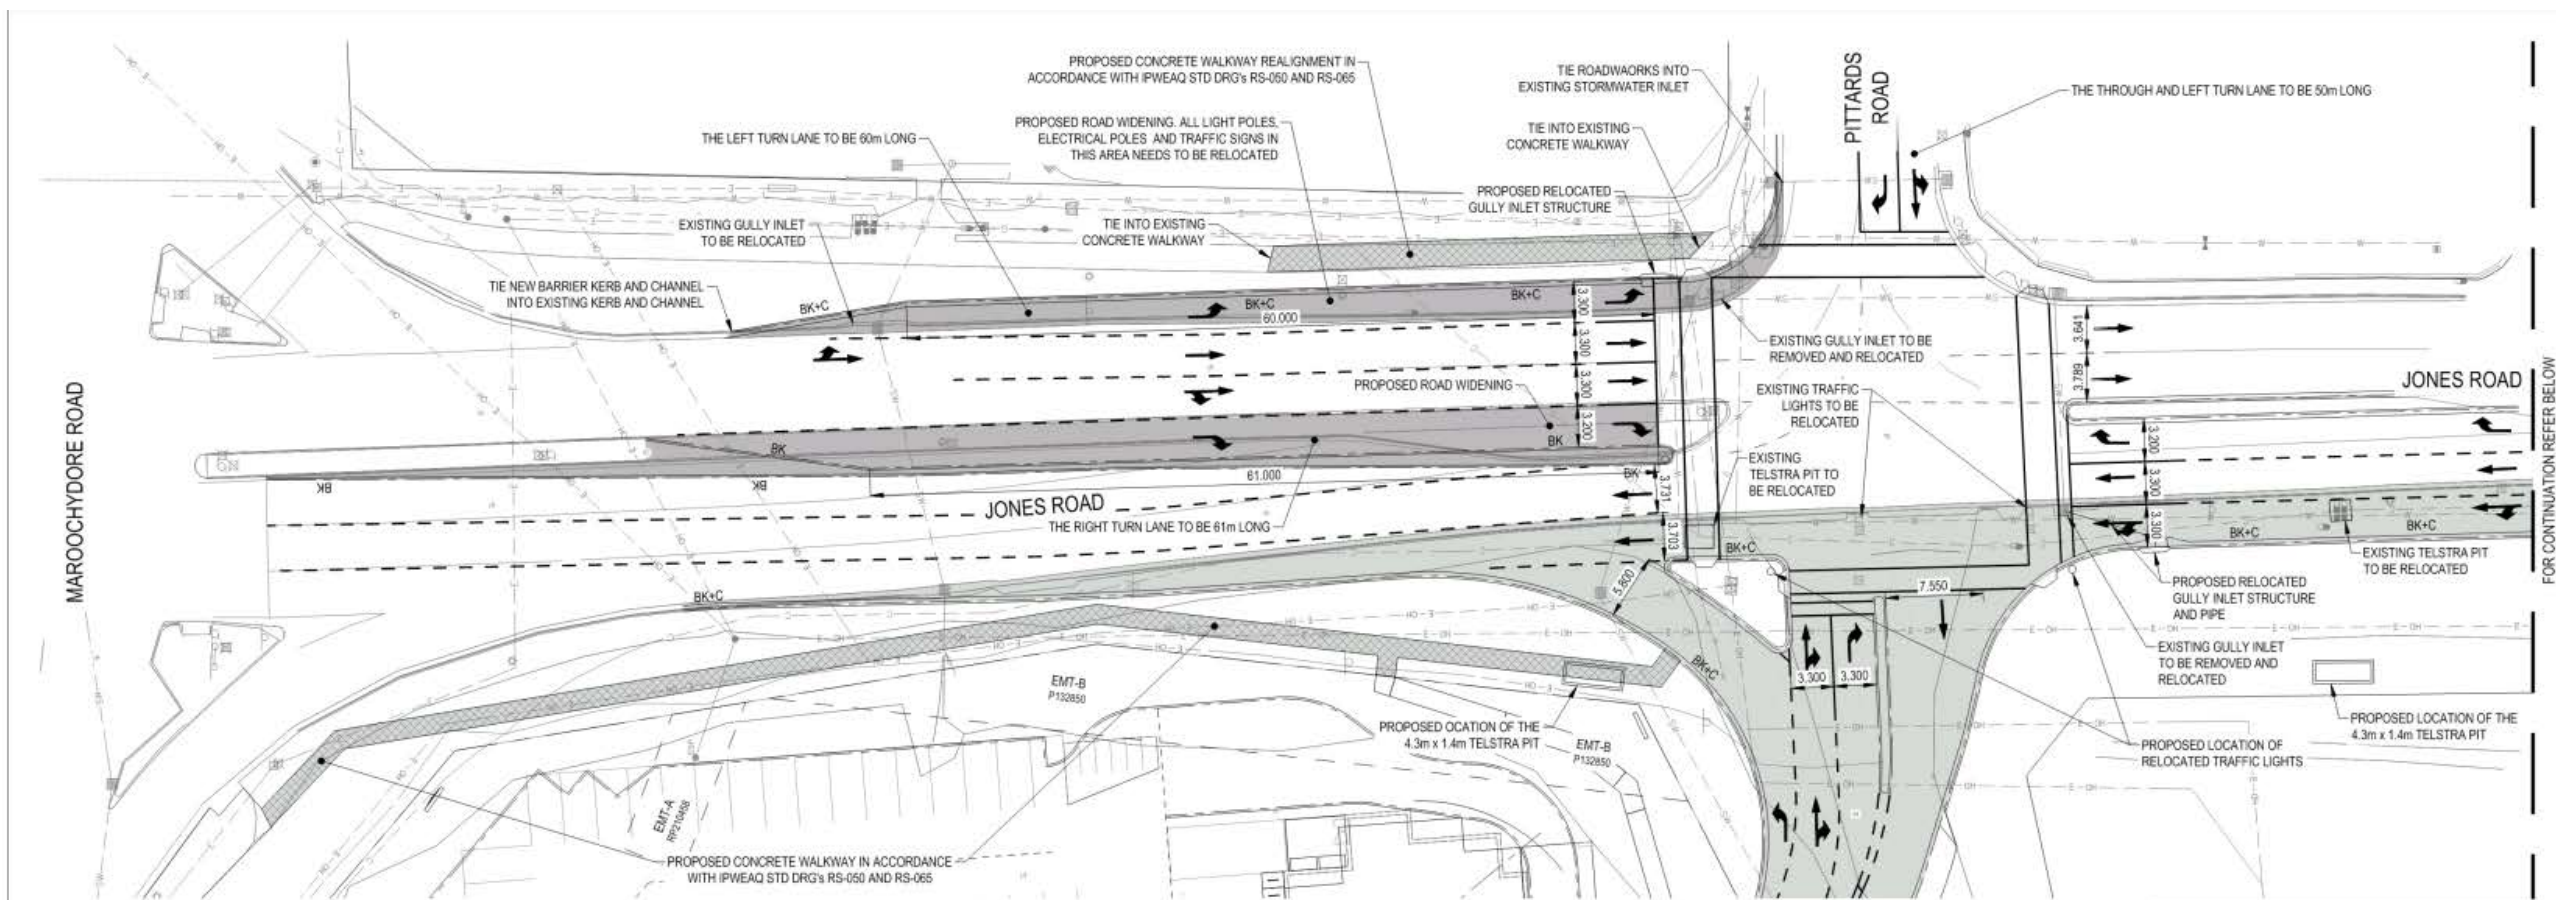 PROPOSED CONCRETE WALKWAY REALIGNMENT IN
ACCORDANCE WITH IPWEAQ STD DRG's RS-050 AND RS-065
TIE ROADWAORKS INTO
EXISTING STORMWATER INLET
PITTARDS
ROAD
THE THROUGH AND LEFT TURN LANE TO BE 50m LONG
THE LEFT TURN LANE TO BE 60m LONG
PROPOSED ROAD WIDENING. ALL LIGHT POLES,
ELECTRICAL POLES AND TRAFFIC SIGNS IN
THIS AREA NEEDS TO BE RELOCATED
TIE INTO EXISTING
CONCRETE WALKWAY
PROPOSED RELOCATED
GULLY INLET STRUCTURE
EXISTING GULLY INLET
TO BE RELOCATED
TIE INTO EXISTING
CONCRETE WALKWAY
TIE NEW BARRIER KERB AND CHANNEL
INTO EXISTING KERB AND CHANNEL
BK+C
BK+C
BK+C
60.000
3.300
3.300
3.300
3.200
EXISTING GULLY INLET TO BE
REMOVED AND RELOCATED
3.641
3.789
PROPOSED ROAD WIDENING
EXISTING TRAFFIC
LIGHTS TO BE
RELOCATED
JONES ROAD
MAROOCHYDORE ROAD
FOR CONTINUATION REFER BELOW
BK
BK
BK
BK
BK
61.000
JONES ROAD
THE RIGHT TURN LANE TO BE 61m LONG
3.731
3.703
EXISTING
TELSTRA PIT TO
BE RELOCATED
3.200
3.300
3.300
BK+C
BK+C
BK+C
BK+C
5.800
7.550
EXISTING TELSTRA PIT
TO BE RELOCATED
PROPOSED RELOCATED
GULLY INLET STRUCTURE
AND PIPE
EXISTING GULLY INLET
TO BE REMOVED AND
RELOCATED
BK+C
3.300
3.300
EMT-B
P132850
PROPOSED OCATION OF THE
4.3m x 1.4m TELSTRA PIT
EMT-B
P132850
PROPOSED LOCATION OF THE
4.3m x 1.4m TELSTRA PIT
PROPOSED LOCATION OF
RELOCATED TRAFFIC LIGHTS
EMT-A
RP210458
PROPOSED CONCRETE WALKWAY IN ACCORDANCE
WITH IPWEAQ STD DRG's RS-050 AND RS-065